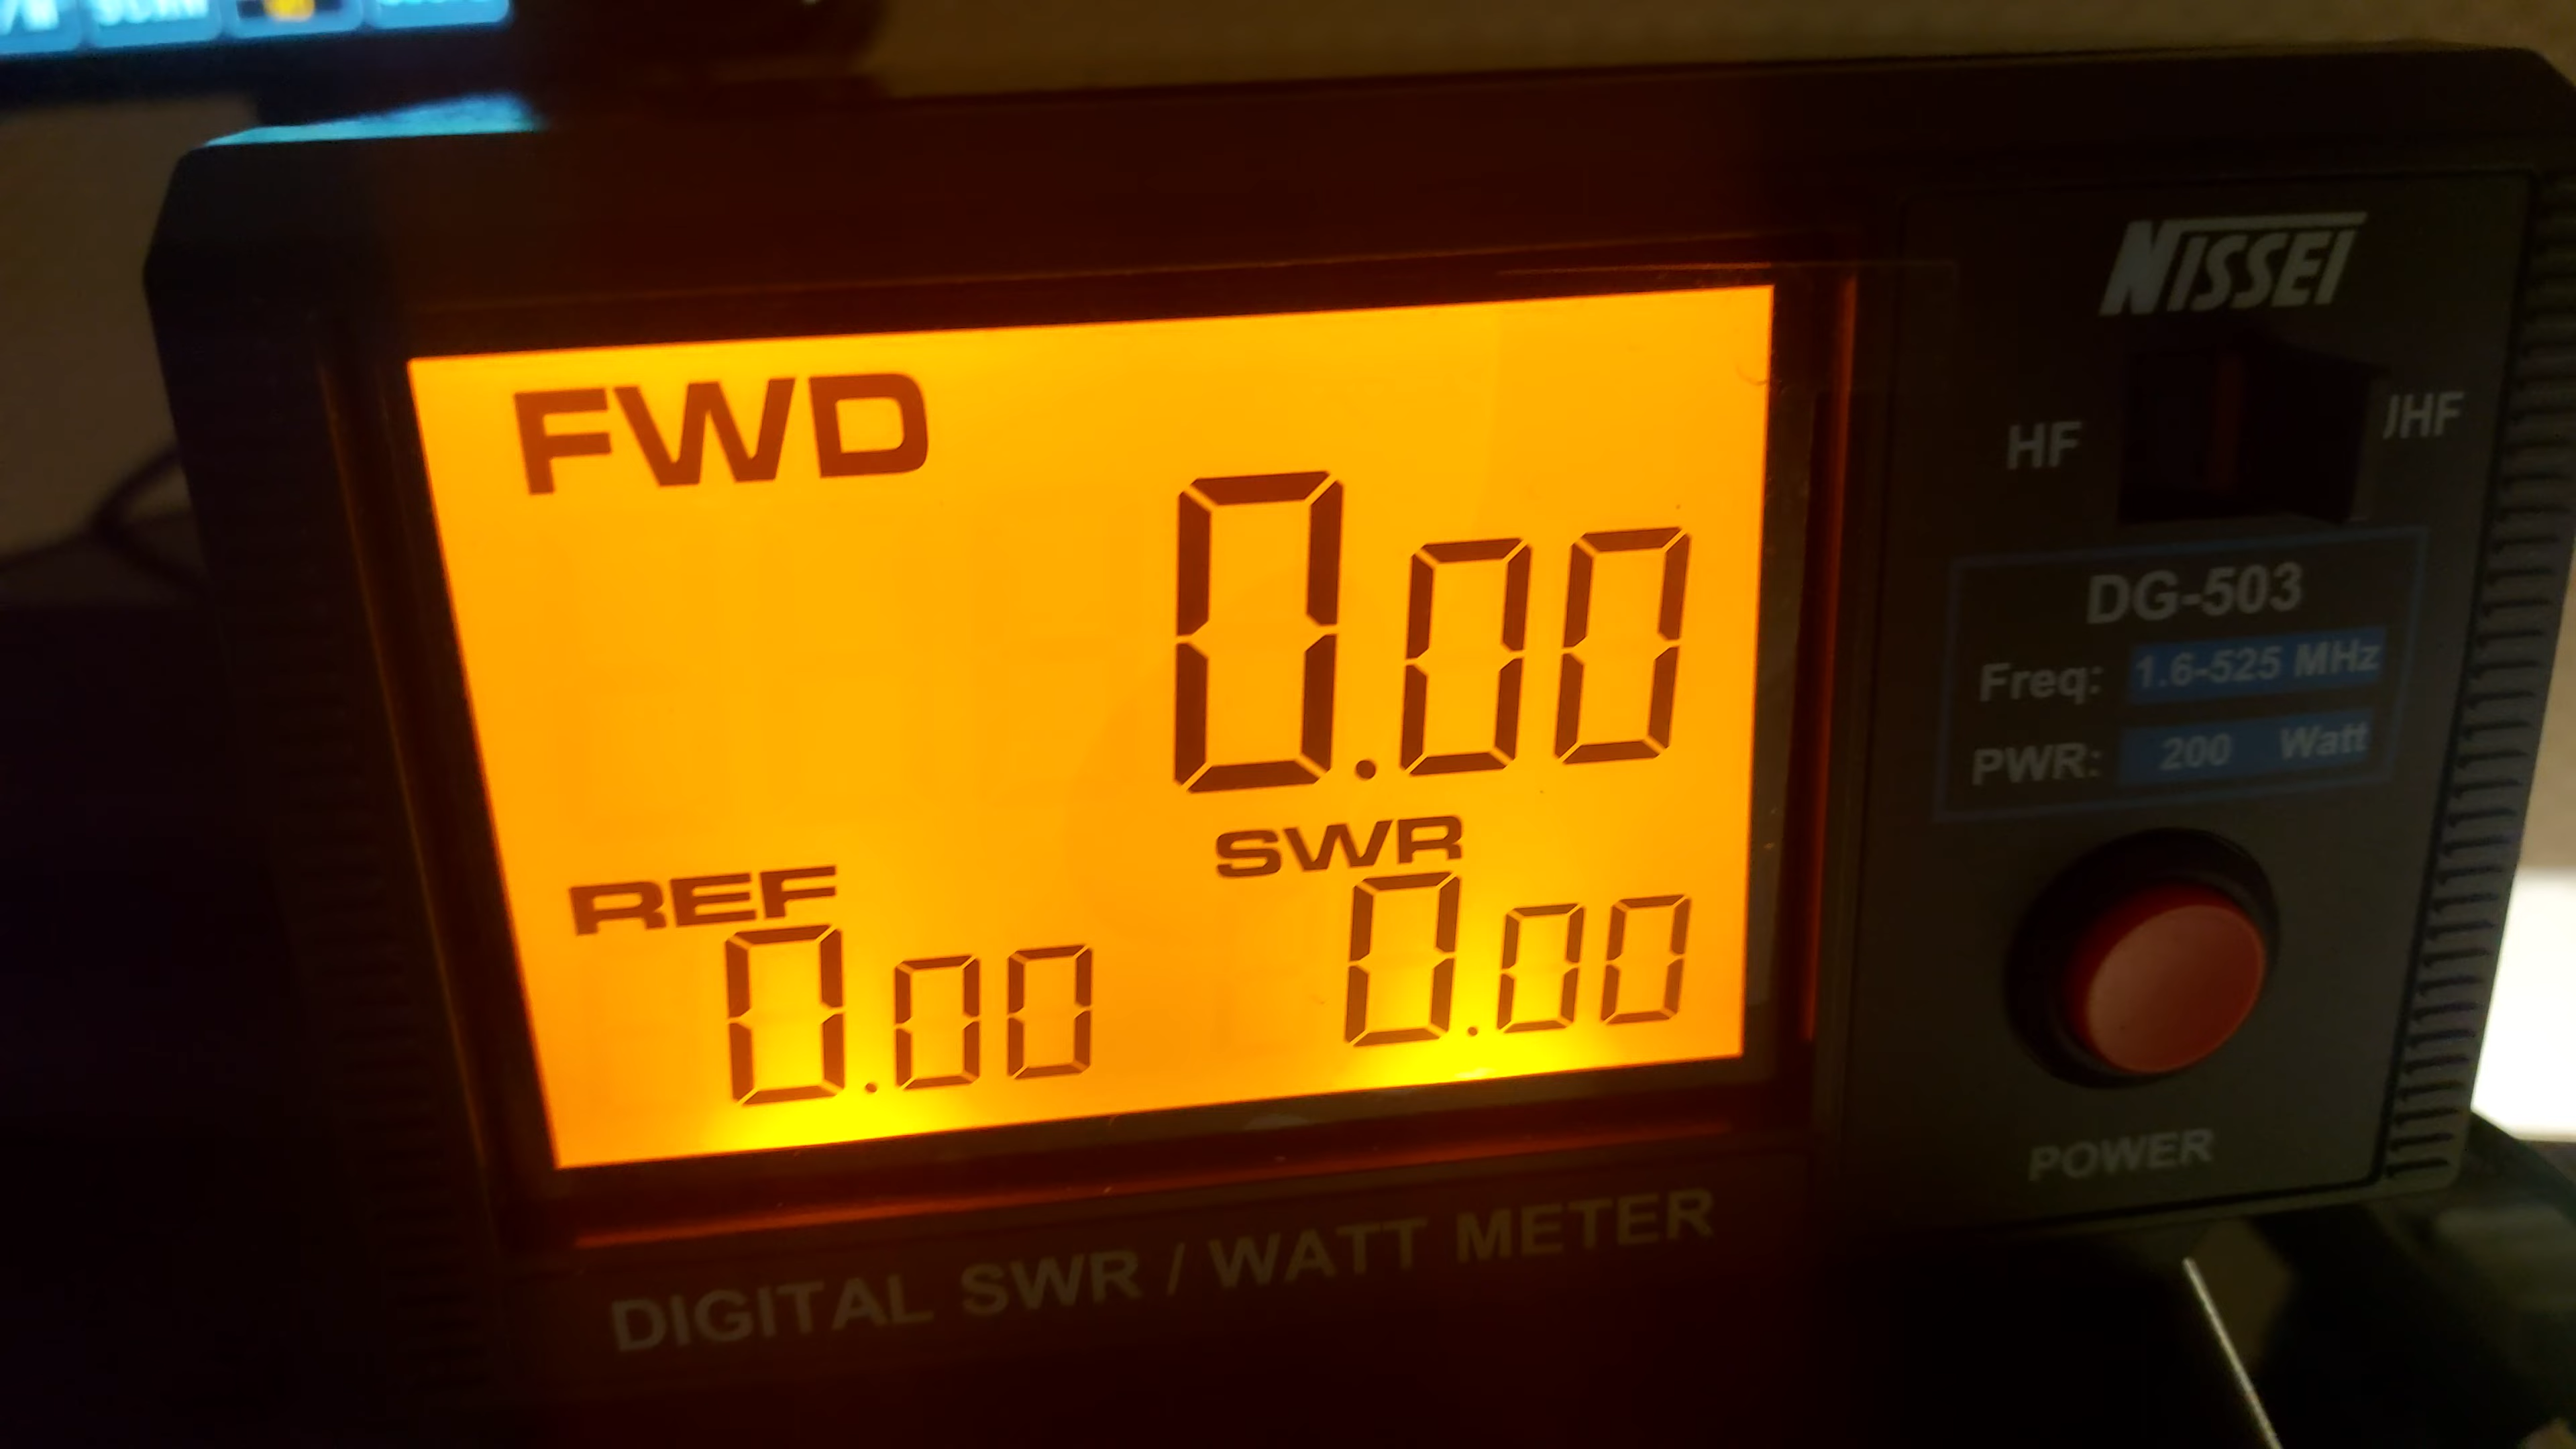 NISSEI
FWD
HF
0.00
DG-503
Freq: 1.6-525 MHz
PWR: 200 Watt
REF
SWR
0.00
0.00
POWER
DIGITAL SWR / WATT METER